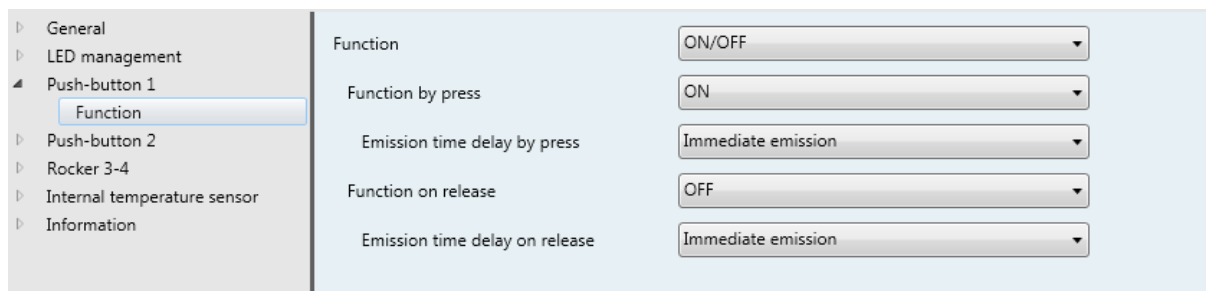 General
LED management
Push-button 1
Function
Push-button 2
Rocker 3-4
Internal temperature sensor
Information
Function ON/OFF
Function by press ON
Emission time delay by press Immediate emission
Function on release OFF
Emission time delay on release Immediate emission